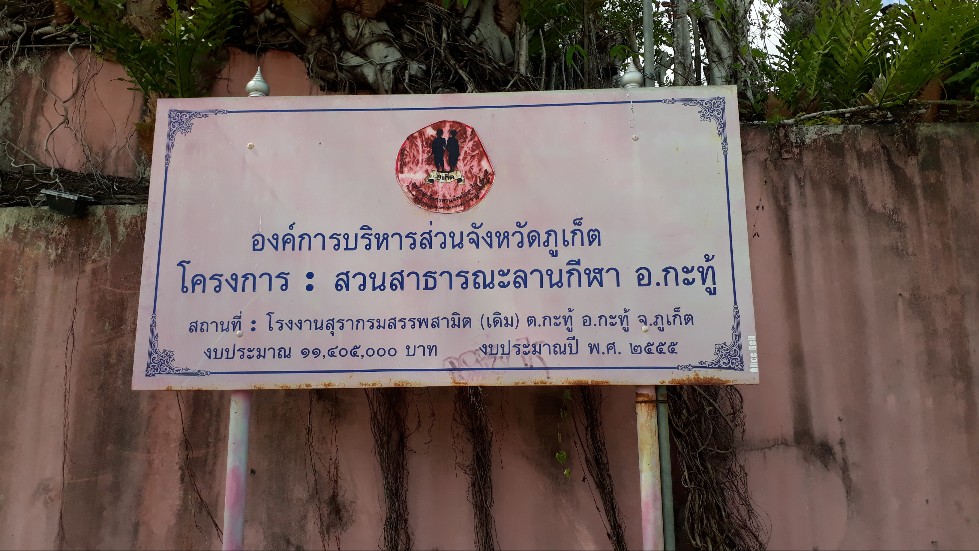 ภูเก็ต
องค์การบริหารส่วนจังหวัดภูเก็ต
โครงการ : สวนสาธารณะลานกีฬา อ.กะทู้
สถานที่ : โรงงานสุรากรมสรรพสามิต (เดิม) ต.กะทู้ อ.กะทู้ จ.ภูเก็ต
งบประมาณ ๑๑,๔๐๕,๐๐๐ บาท งบประมาณปี พ.ศ. ๒๕๕๕